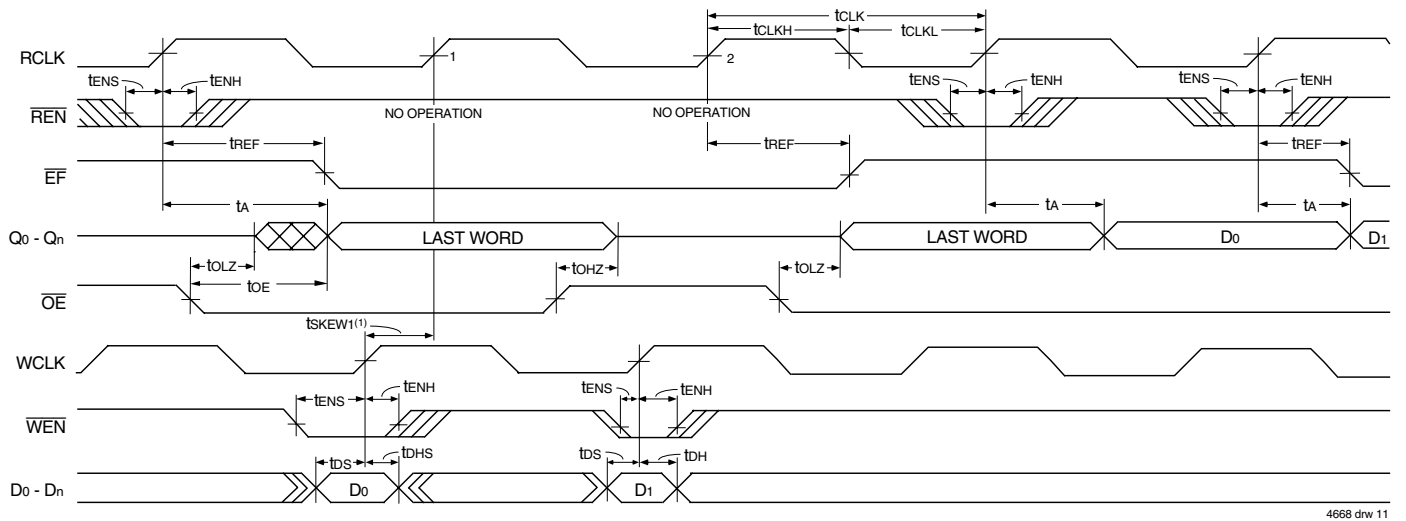 tCLK
tCLKH tCLKL
RCLK 1 2
tENS tENH tENS tENH tENS tENH
REN NO OPERATION NO OPERATION
tREF tREF tREF
EF
tA tA tA
Q0 - Qn LAST WORD LAST WORD D0 D1
tOLZ tOHZ tOLZ
tOE
OE
tSKEW1(1)
WCLK
tENS tENH tENS tENH
WEN
tDS tDHS tDS tDH
D0 - Dn D0 D1
4668 drw 11